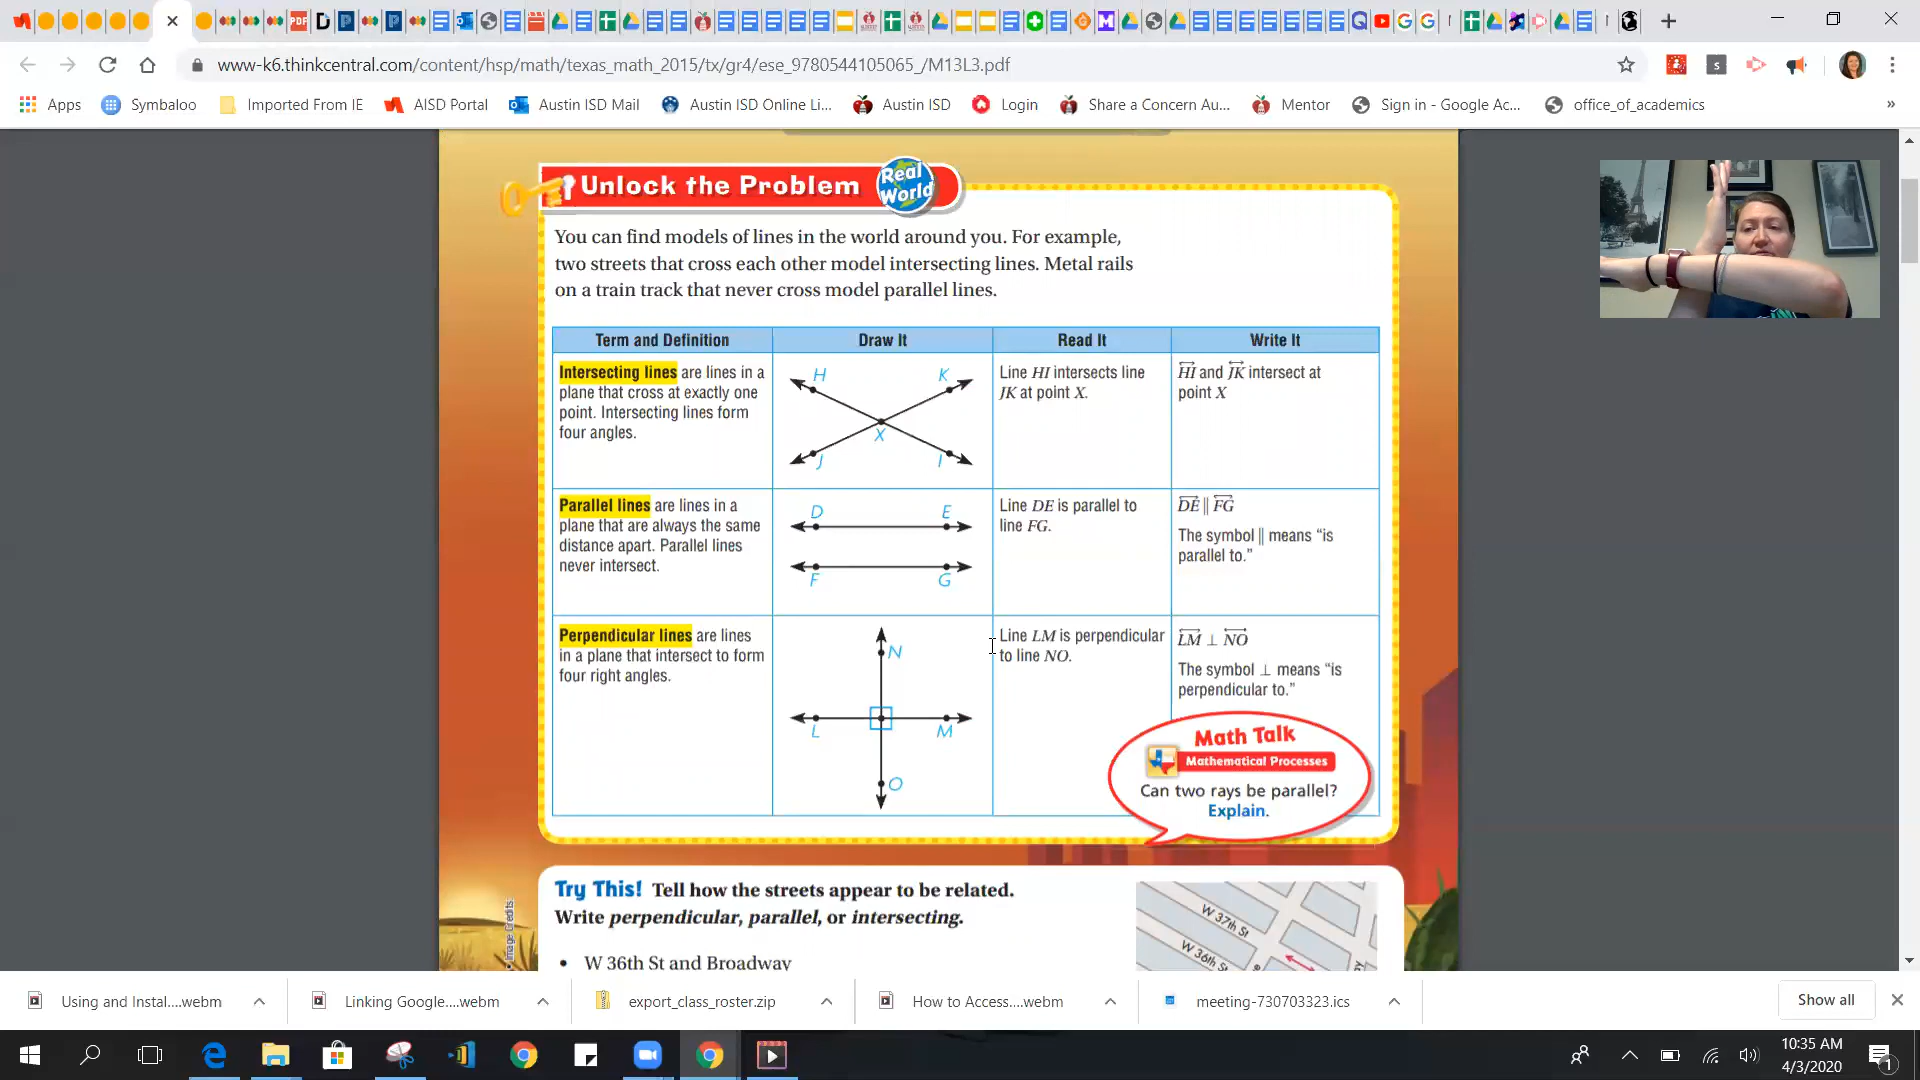 www-k6.thinkcentral.com/content/hsp/math/texas_math_2015/tx/gr4/ese_9780544105065_/M13L3.pdf
Apps Symbaloo Imported From IE AISD Portal Austin ISD Mail Austin ISD Online Li... Austin ISD Login Share a Concern Au... Mentor Sign in - Google Ac... office_of_academics »
Unlock the Problem Real World
You can find models of lines in the world around you. For example,
two streets that cross each other model intersecting lines. Metal rails
on a train track that never cross model parallel lines.
Term and Definition Draw It Read It Write It
Intersecting lines are lines in a
plane that cross at exactly one
point. Intersecting lines form
four angles.
H K
X
J I
Line HI intersects line
JK at point X.
HI and JK intersect at
point X
Parallel lines are lines in a
plane that are always the same
distance apart. Parallel lines
never intersect.
D E
F G
Line DE is parallel to
line FG.
DE ∥ FG
The symbol ∥ means “is
parallel to.”
Perpendicular lines are lines
in a plane that intersect to form
four right angles.
N
L M
O
Line LM is perpendicular
to line NO.
LM ⊥ NO
The symbol ⊥ means “is
perpendicular to.”
Math Talk
Mathematical Processes
Can two rays be parallel?
Explain.
Try This! Tell how the streets appear to be related.
Write perpendicular, parallel, or intersecting.
• W 36th St and Broadway
W 37th St
W 36th St
• Image Credits:
Using and Instal....webm Linking Google....webm export_class_roster.zip How to Access....webm meeting-730703323.ics Show all
10:35 AM
4/3/2020
1